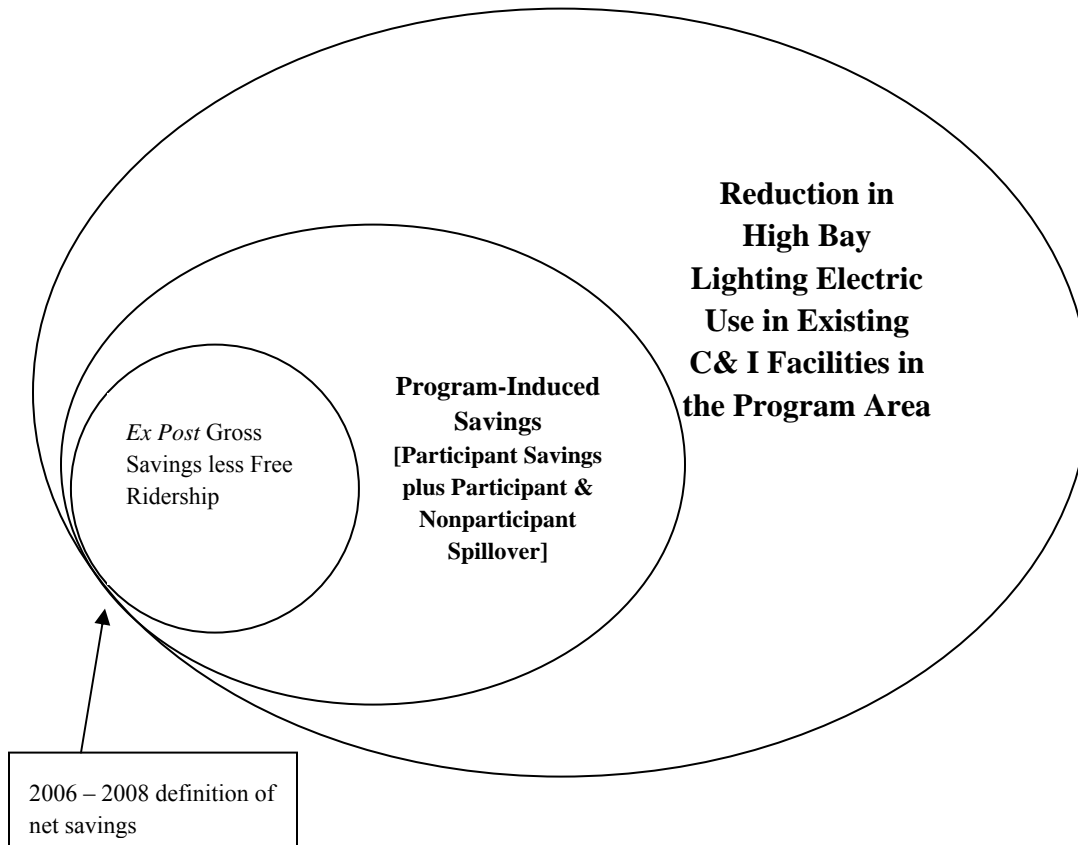 Reduction in
High Bay
Lighting Electric
Use in Existing
C& I Facilities in
the Program Area
Program-Induced
Savings
[Participant Savings
plus Participant &
Nonparticipant
Spillover]
Ex Post Gross
Savings less Free
Ridership
2006 – 2008 definition of
net savings